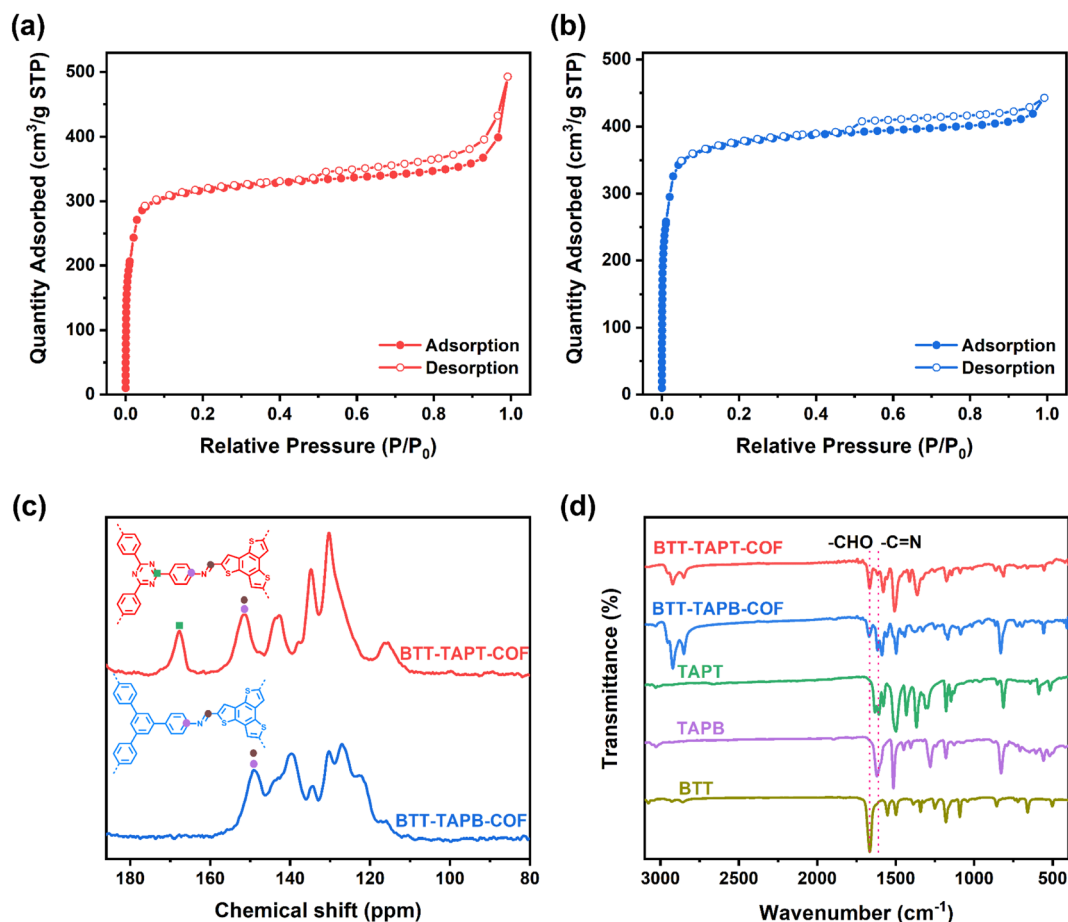 (a)
Quantity Adsorbed (cm³/g STP)
500
400
300
200
100
0
Adsorption
Desorption
0.0 0.2 0.4 0.6 0.8 1.0
Relative Pressure (P/P₀)
(b)
Quantity Adsorbed (cm³/g STP)
500
400
300
200
100
0
Adsorption
Desorption
0.0 0.2 0.4 0.6 0.8 1.0
Relative Pressure (P/P₀)
(c)
N N N N S S S
BTT-TAPT-COF
N S S S
BTT-TAPB-COF
180 160 140 120 100 80
Chemical shift (ppm)
(d)
Transmittance (%)
-CHO -C=N
BTT-TAPT-COF
BTT-TAPB-COF
TAPT
TAPB
BTT
3000 2500 2000 1500 1000 500
Wavenumber (cm⁻¹)